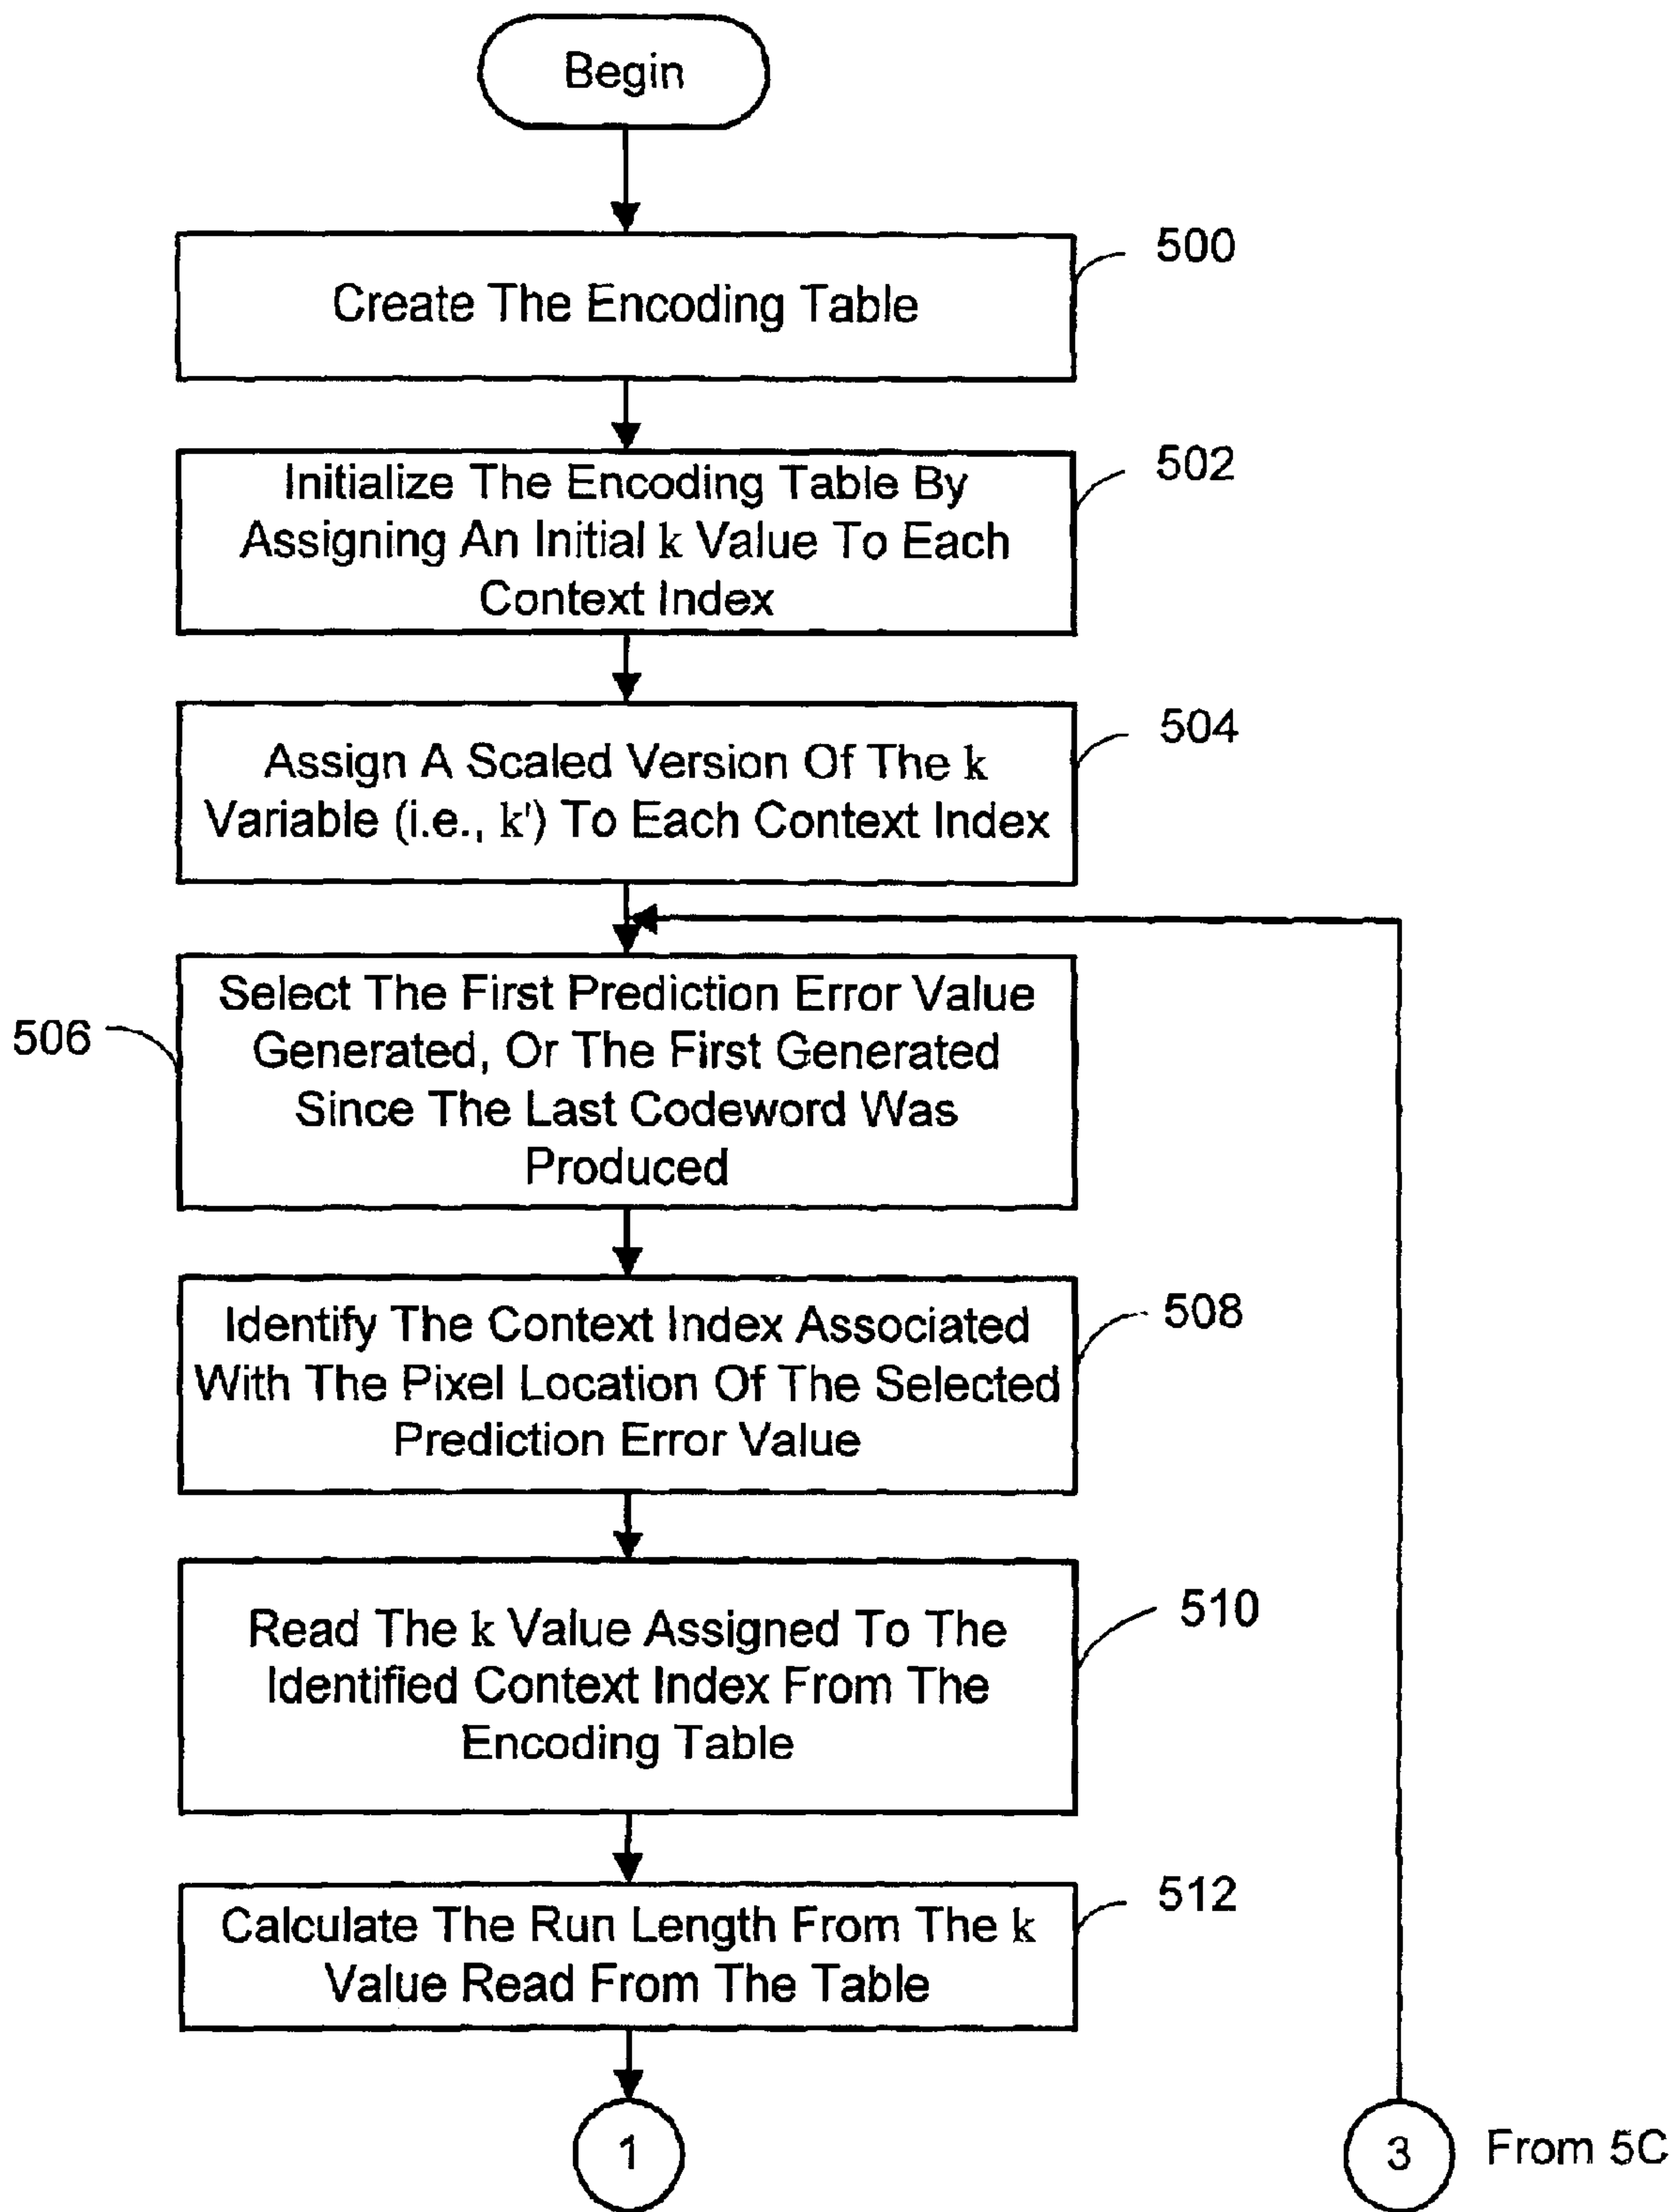 Begin
500
Create The Encoding Table
502
Initialize The Encoding Table By
Assigning An Initial k Value To Each
Context Index
504
Assign A Scaled Version Of The k
Variable (i.e., k') To Each Context Index
506
Select The First Prediction Error Value
Generated, Or The First Generated
Since The Last Codeword Was
Produced
508
Identify The Context Index Associated
With The Pixel Location Of The Selected
Prediction Error Value
510
Read The k Value Assigned To The
Identified Context Index From The
Encoding Table
512
Calculate The Run Length From The k
Value Read From The Table
1
3
From 5C